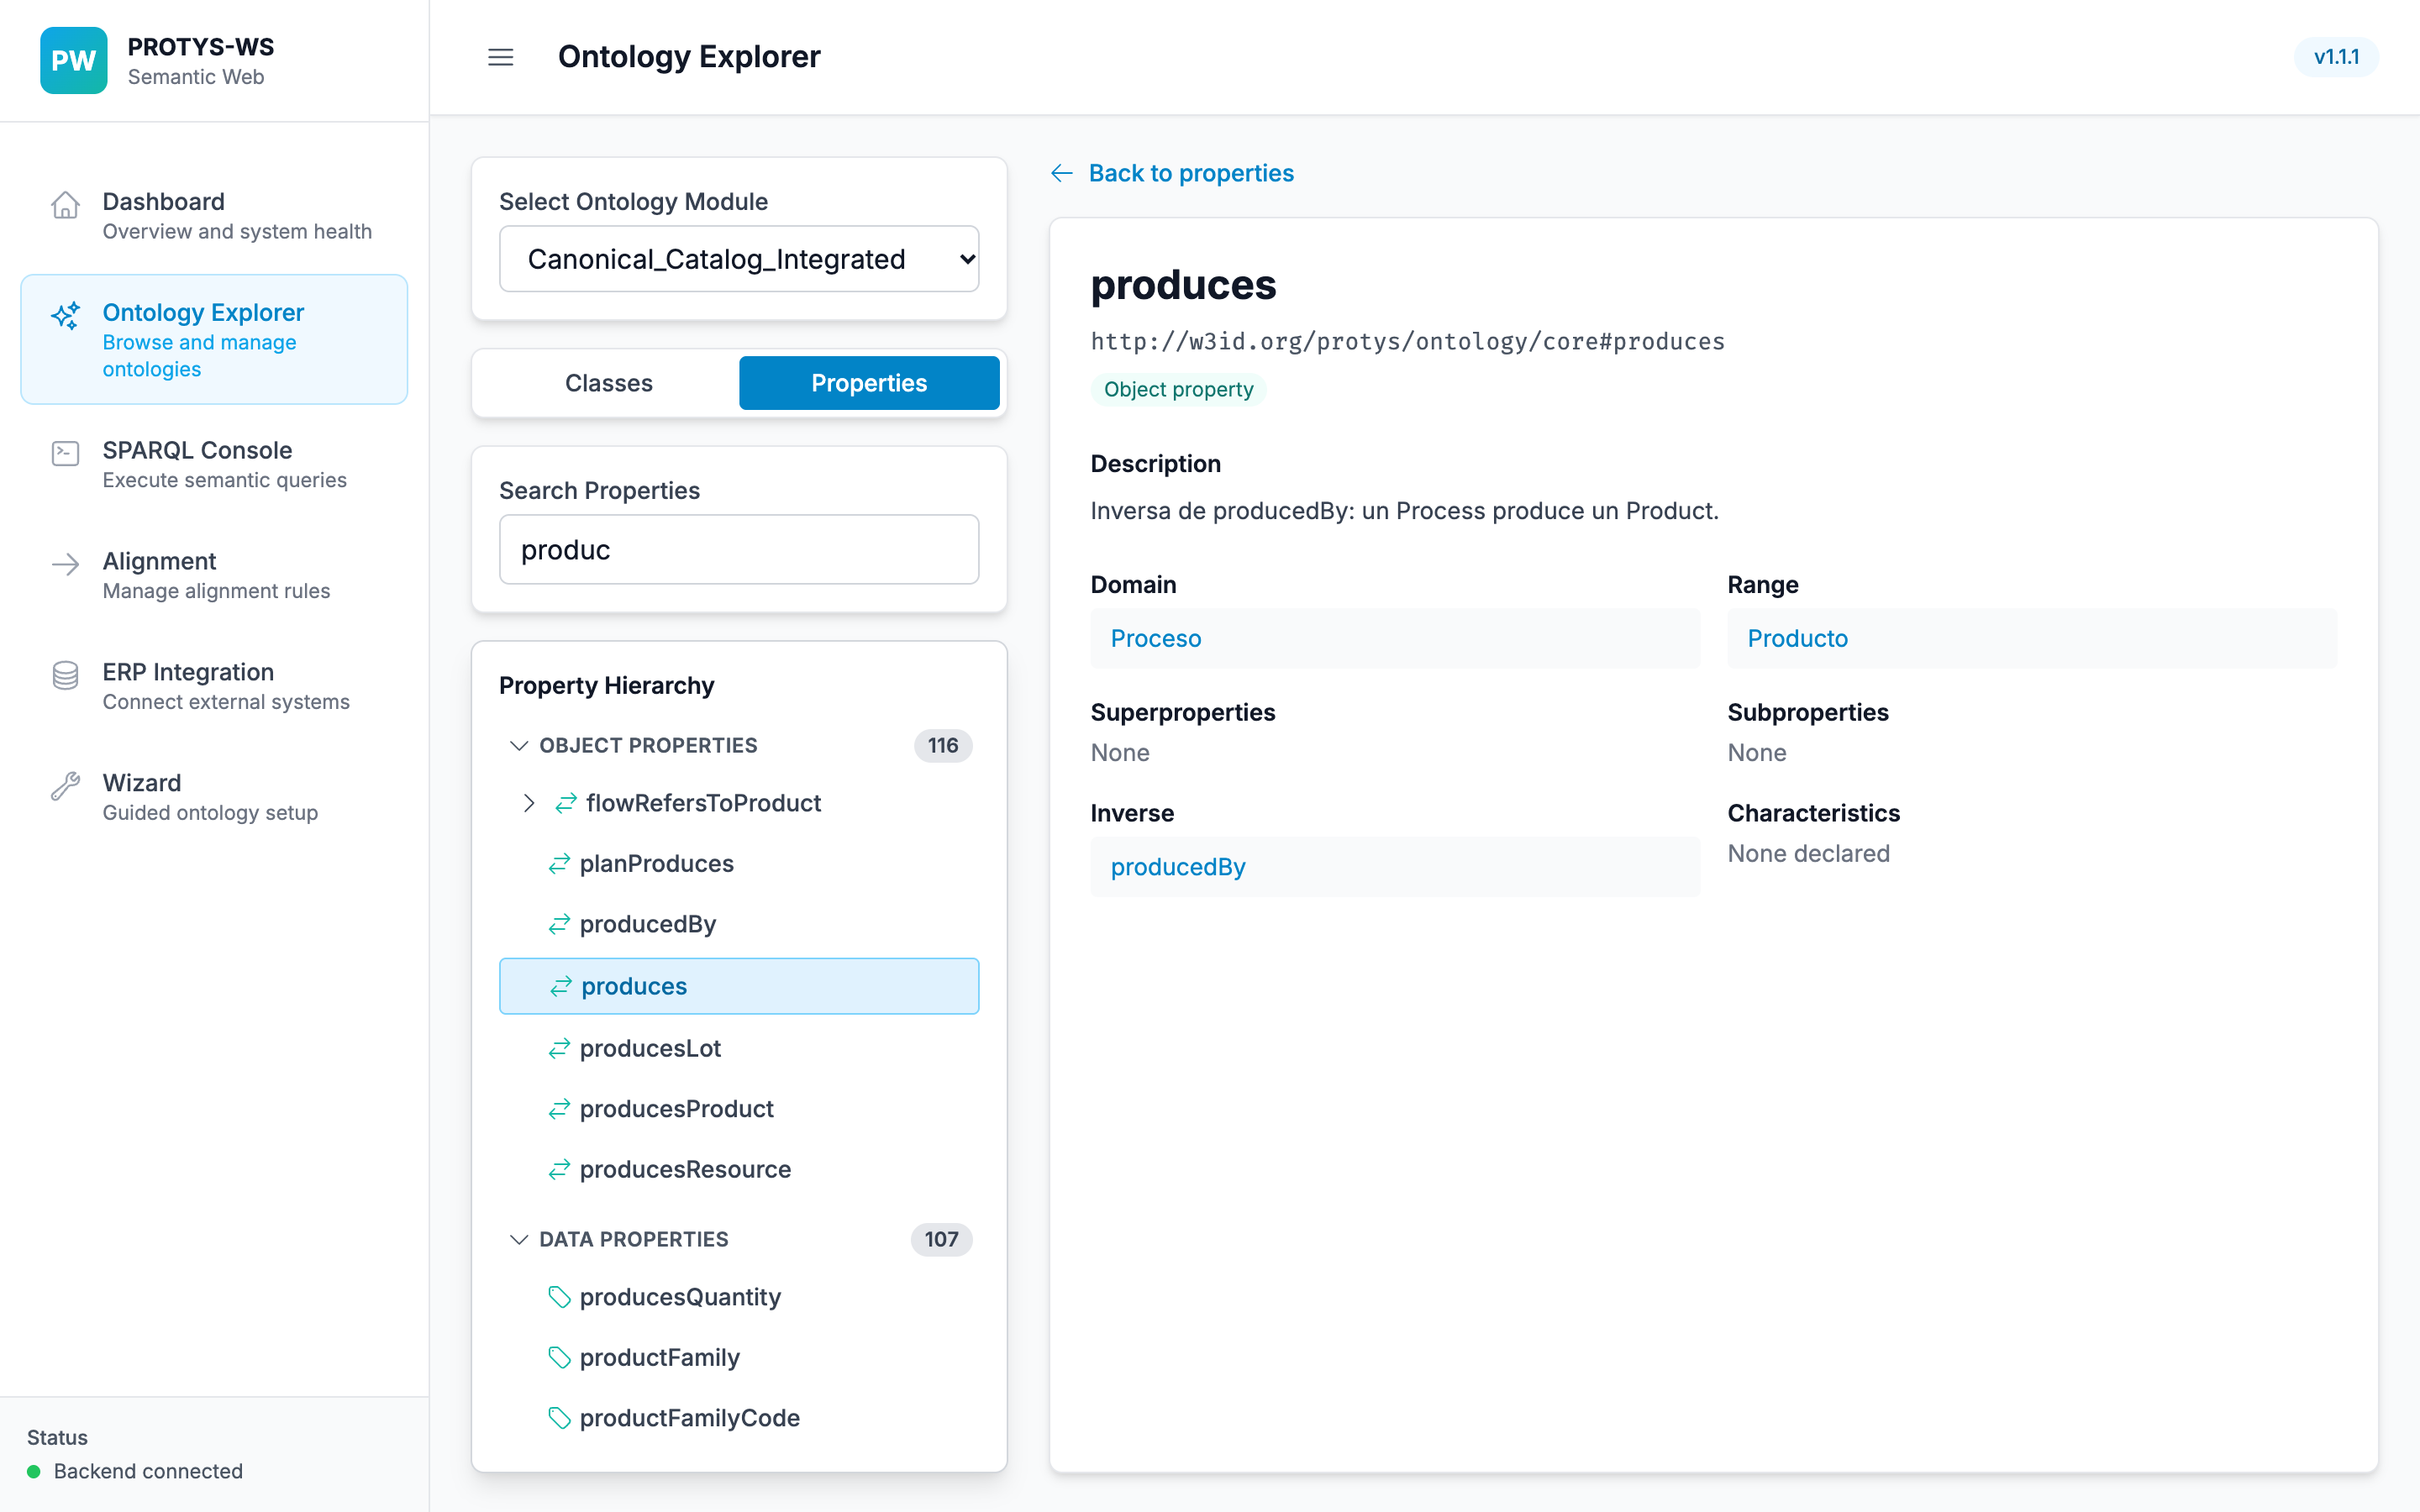 PW
PROTYS-WS
Semantic Web
Dashboard
Overview and system health
Ontology Explorer
Browse and manage
ontologies
SPARQL Console
Execute semantic queries
Alignment
Manage alignment rules
ERP Integration
Connect external systems
Wizard
Guided ontology setup
Status
Backend connected
Ontology Explorer
v1.1.1
Select Ontology Module
Canonical_Catalog_Integrated
Classes
Properties
Search Properties
produc
Property Hierarchy
OBJECT PROPERTIES 116
flowRefersToProduct
planProduces
producedBy
produces
producesLot
producesProduct
producesResource
DATA PROPERTIES 107
producesQuantity
productFamily
productFamilyCode
Back to properties
produces
http://w3id.org/protys/ontology/core#produces
Object property
Description
Inversa de producedBy: un Process produce un Product.
Domain
Proceso
Range
Producto
Superproperties
None
Subproperties
None
Inverse
producedBy
Characteristics
None declared